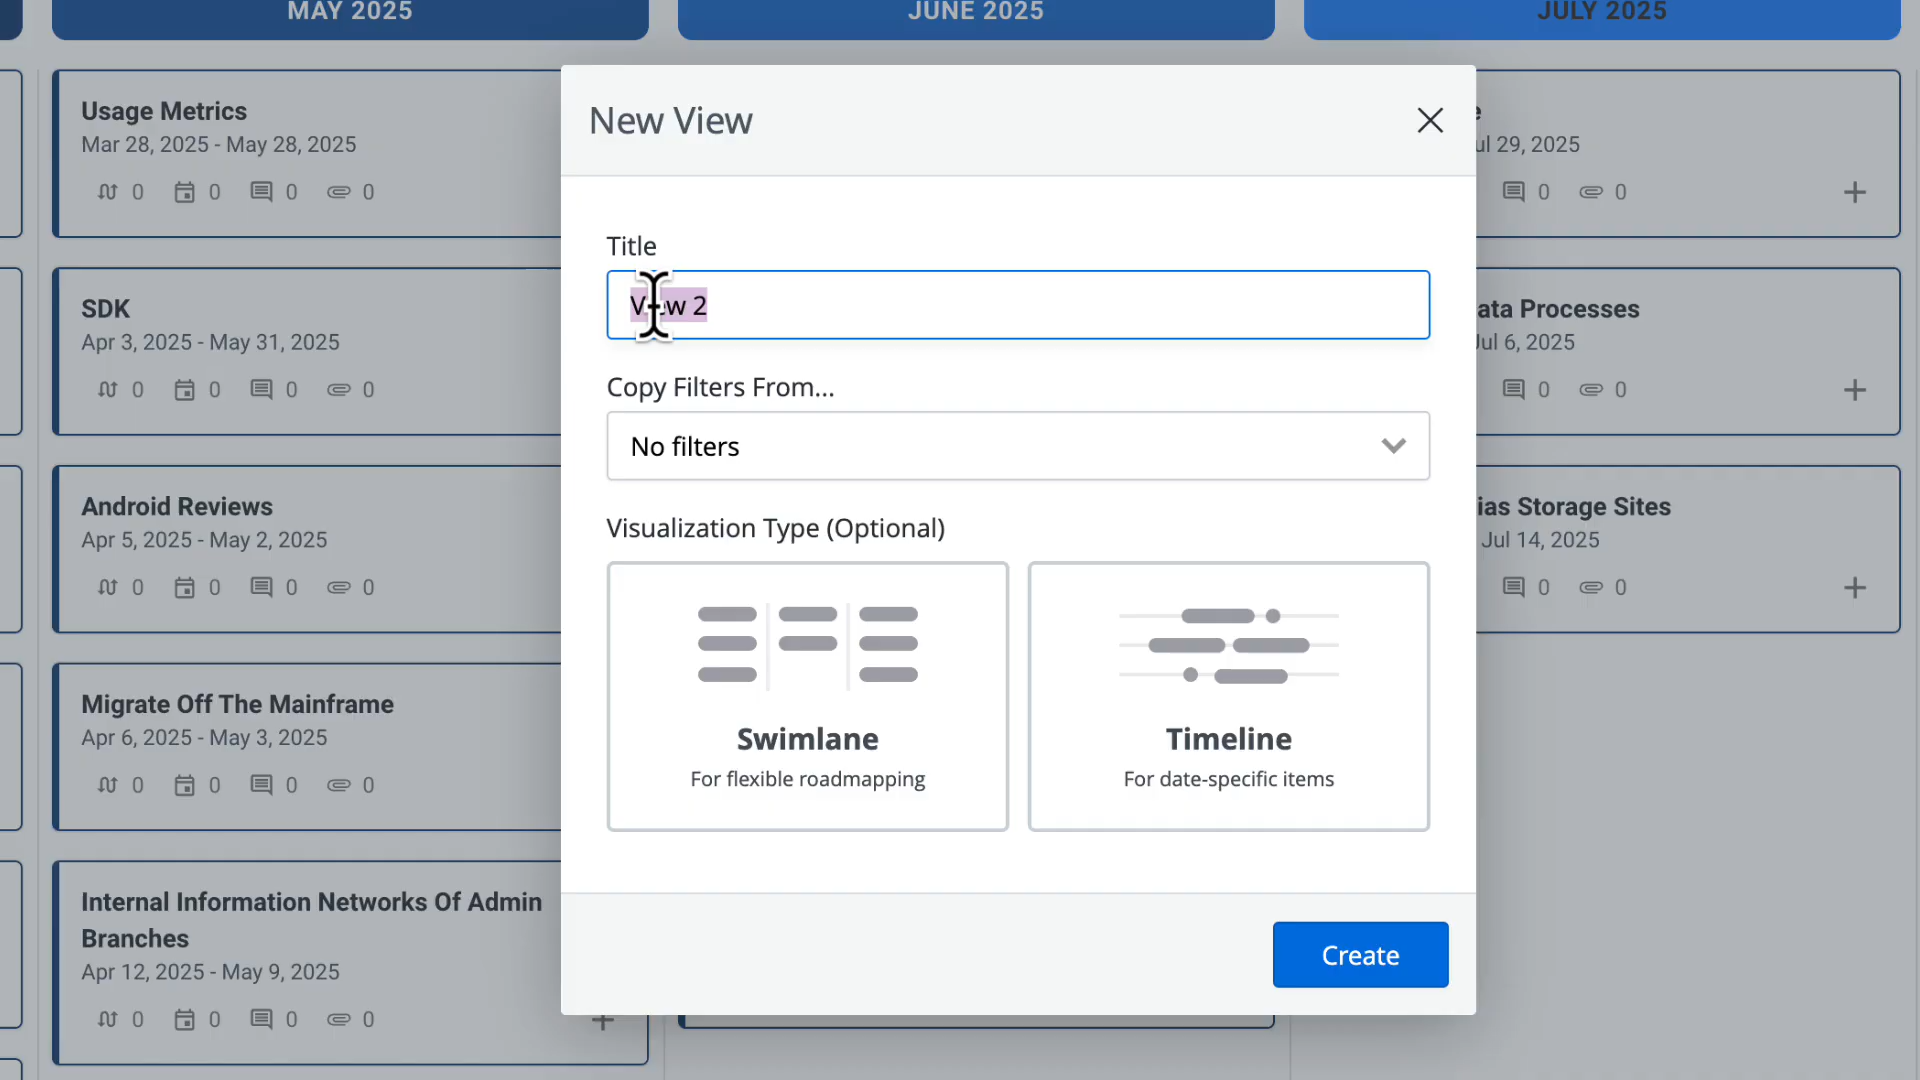 MAY 2025
JUNE 2025
JULY 2025
Usage Metrics
Mar 28, 2025 - May 28, 2025
0 0 0 0
SDK
Apr 3, 2025 - May 31, 2025
0 0 0 0
Android Reviews
Apr 5, 2025 - May 2, 2025
0 0 0 0
Migrate Off The Mainframe
Apr 6, 2025 - May 3, 2025
0 0 0 0
Internal Information Networks Of Admin
Branches
Apr 12, 2025 - May 9, 2025
0 0 0 0
New View
Title
View 2
Copy Filters From...
No filters
Visualization Type (Optional)
Swimlane
For flexible roadmapping
Timeline
For date-specific items
Create
29, 2025
0 0
Processes
Jul 6, 2025
0 0
Storage Sites
Jul 14, 2025
0 0